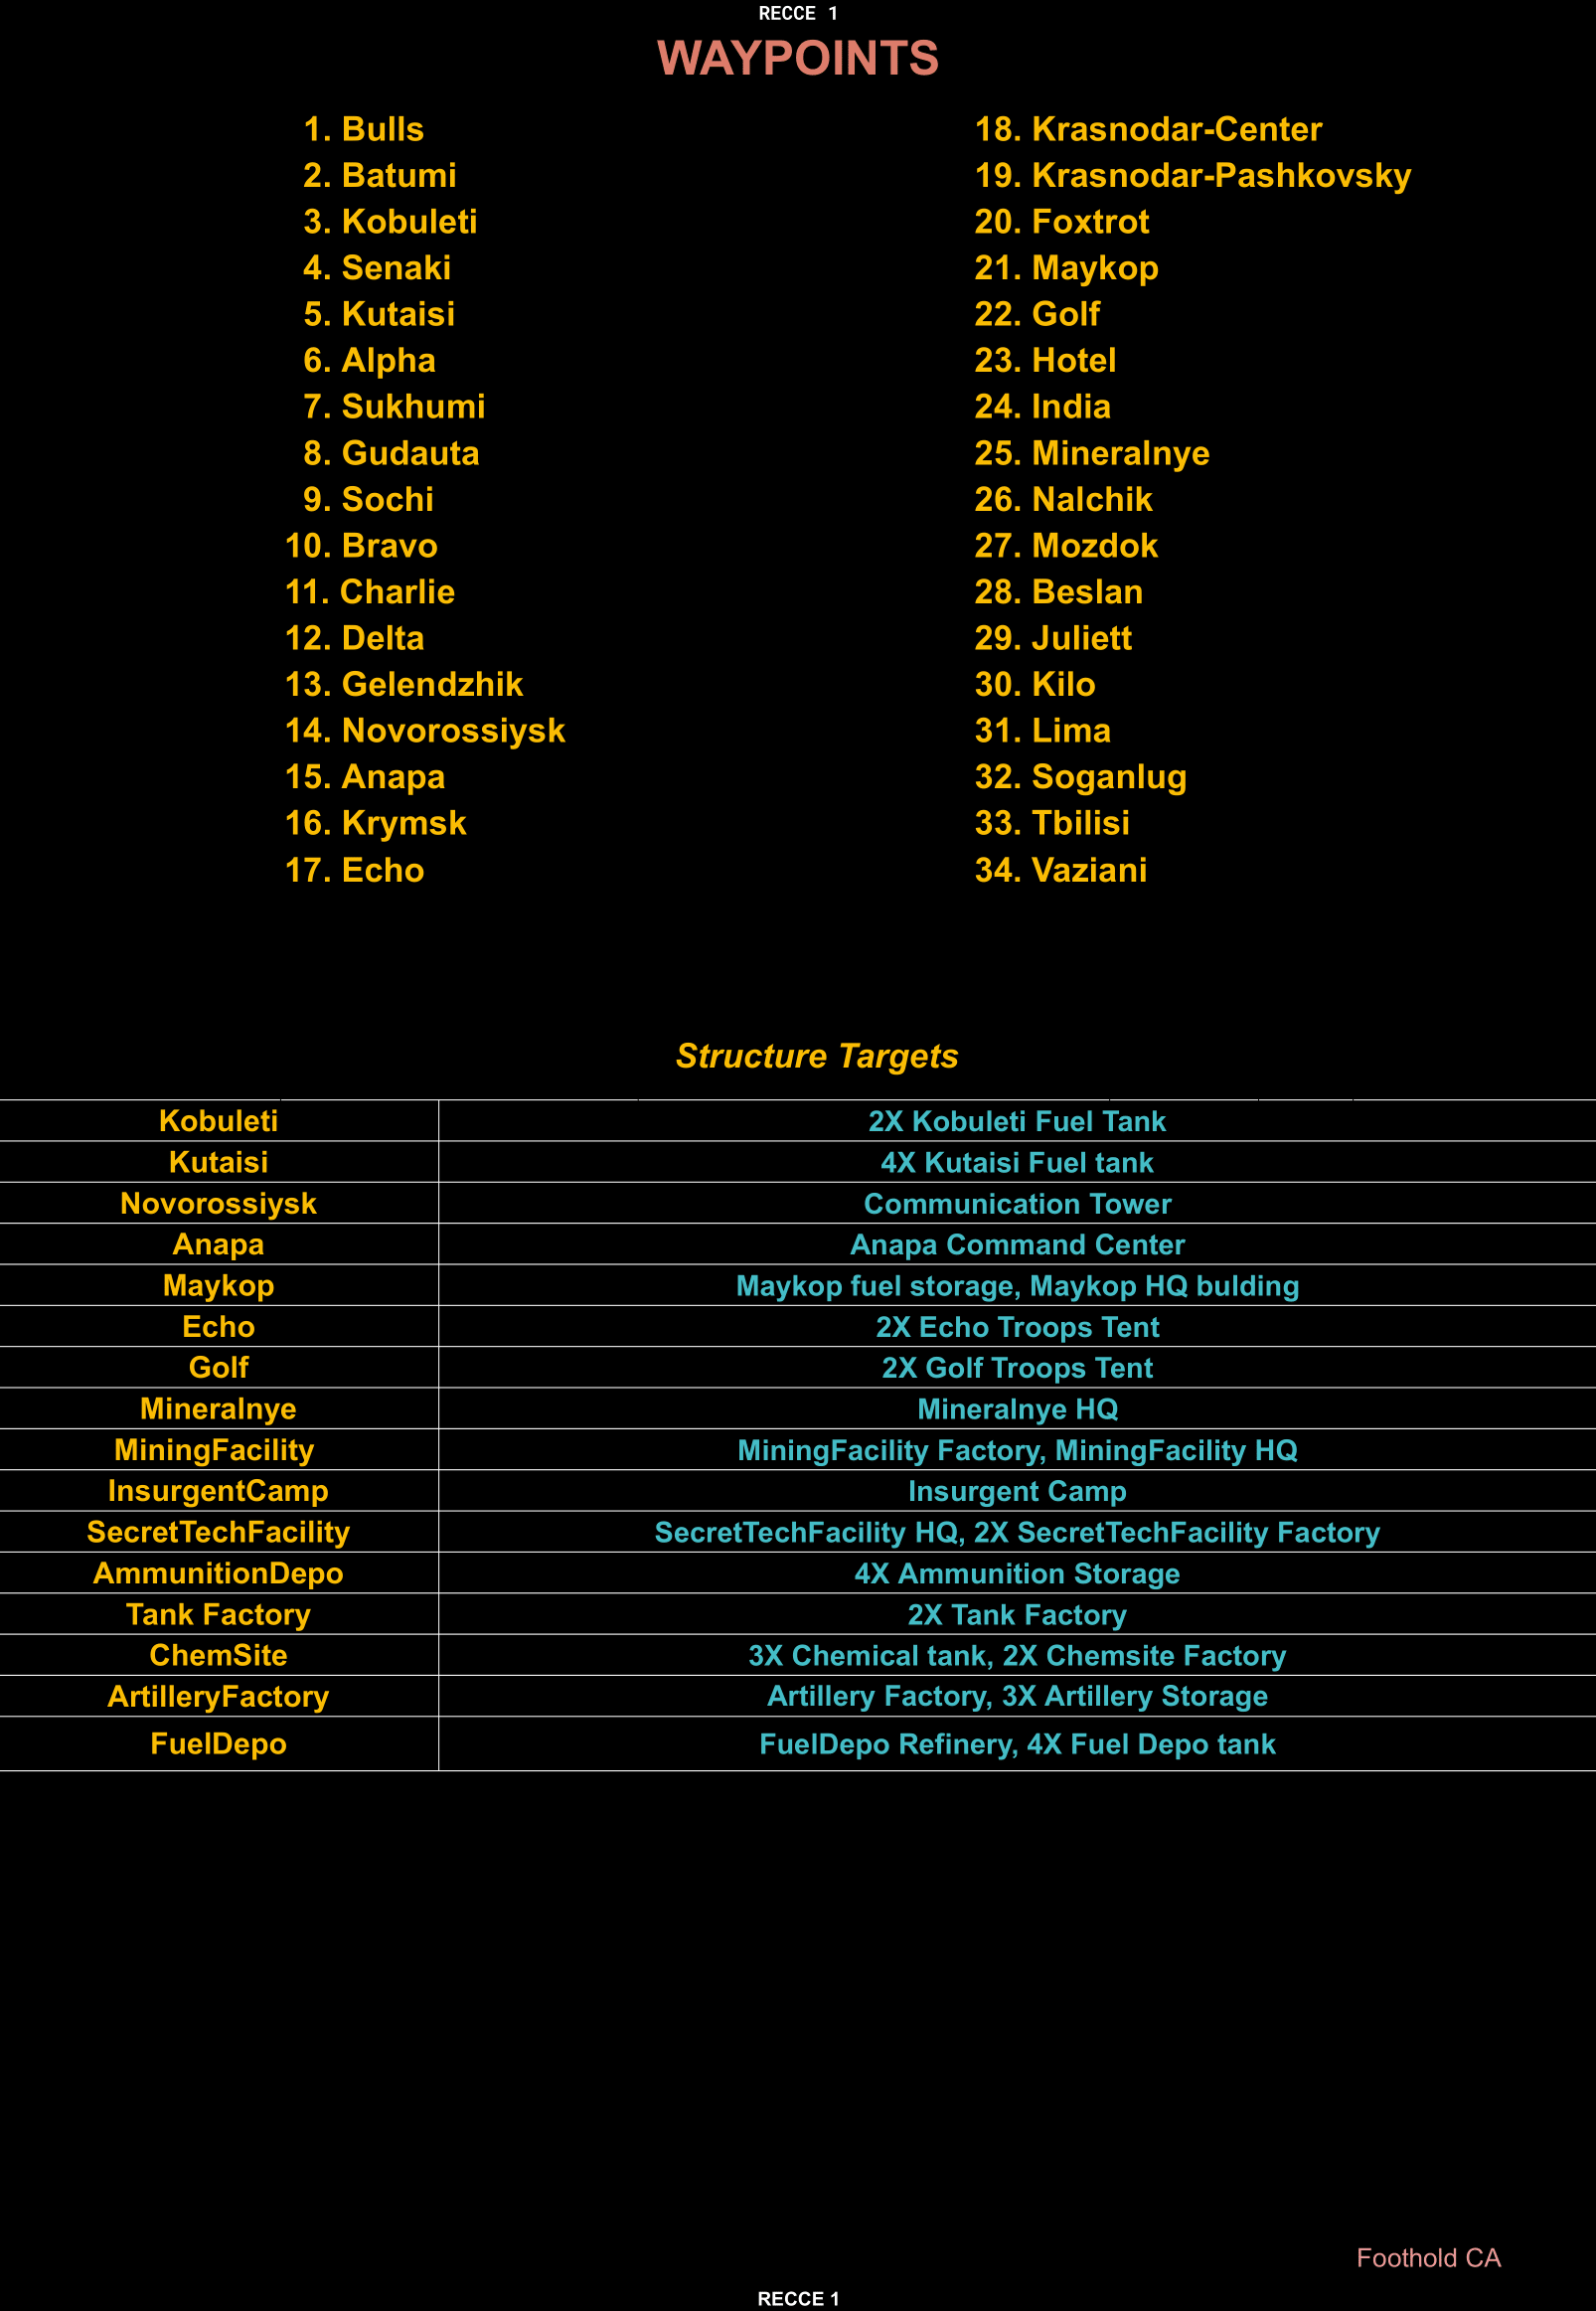 RECCE 1
WAYPOINTS
1. Bulls
2. Batumi
3. Kobuleti
4. Senaki
5. Kutaisi
6. Alpha
7. Sukhumi
8. Gudauta
9. Sochi
10. Bravo
11. Charlie
12. Delta
13. Gelendzhik
14. Novorossiysk
15. Anapa
16. Krymsk
17. Echo
18. Krasnodar-Center
19. Krasnodar-Pashkovsky
20. Foxtrot
21. Maykop
22. Golf
23. Hotel
24. India
25. Mineralnye
26. Nalchik
27. Mozdok
28. Beslan
29. Juliett
30. Kilo
31. Lima
32. Soganlug
33. Tbilisi
34. Vaziani
Structure Targets
Kobuleti 2X Kobuleti Fuel Tank
Kutaisi 4X Kutaisi Fuel tank
Novorossiysk Communication Tower
Anapa Anapa Command Center
Maykop Maykop fuel storage, Maykop HQ bulding
Echo 2X Echo Troops Tent
Golf 2X Golf Troops Tent
Mineralnye Mineralnye HQ
MiningFacility MiningFacility Factory, MiningFacility HQ
InsurgentCamp Insurgent Camp
SecretTechFacility SecretTechFacility HQ, 2X SecretTechFacility Factory
AmmunitionDepo 4X Ammunition Storage
Tank Factory 2X Tank Factory
ChemSite 3X Chemical tank, 2X Chemsite Factory
ArtilleryFactory Artillery Factory, 3X Artillery Storage
FuelDepo FuelDepo Refinery, 4X Fuel Depo tank
Foothold CA
RECCE 1